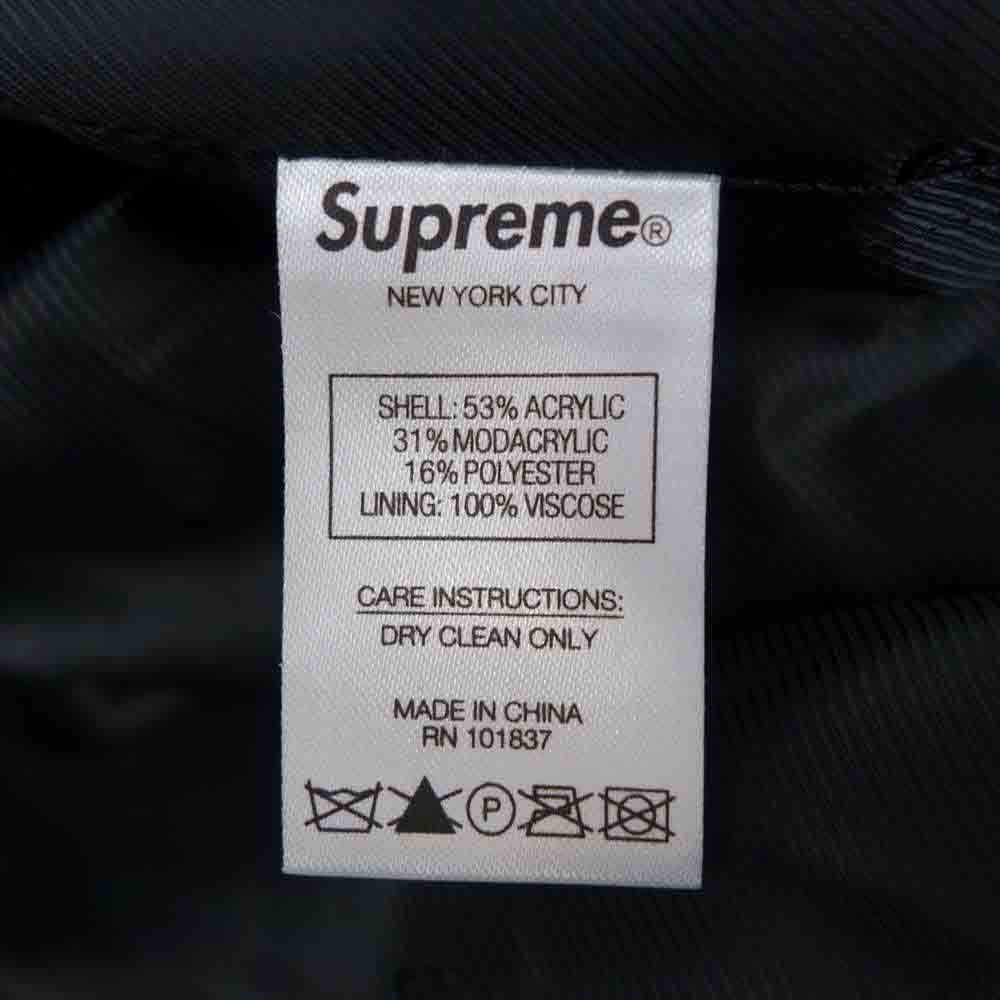 Supreme®
NEW YORK CITY
SHELL: 53% ACRYLIC
31% MODACRYLIC
16% POLYESTER
LINING: 100% VISCOSE
CARE INSTRUCTIONS:
DRY CLEAN ONLY
MADE IN CHINA
RN 101837
P